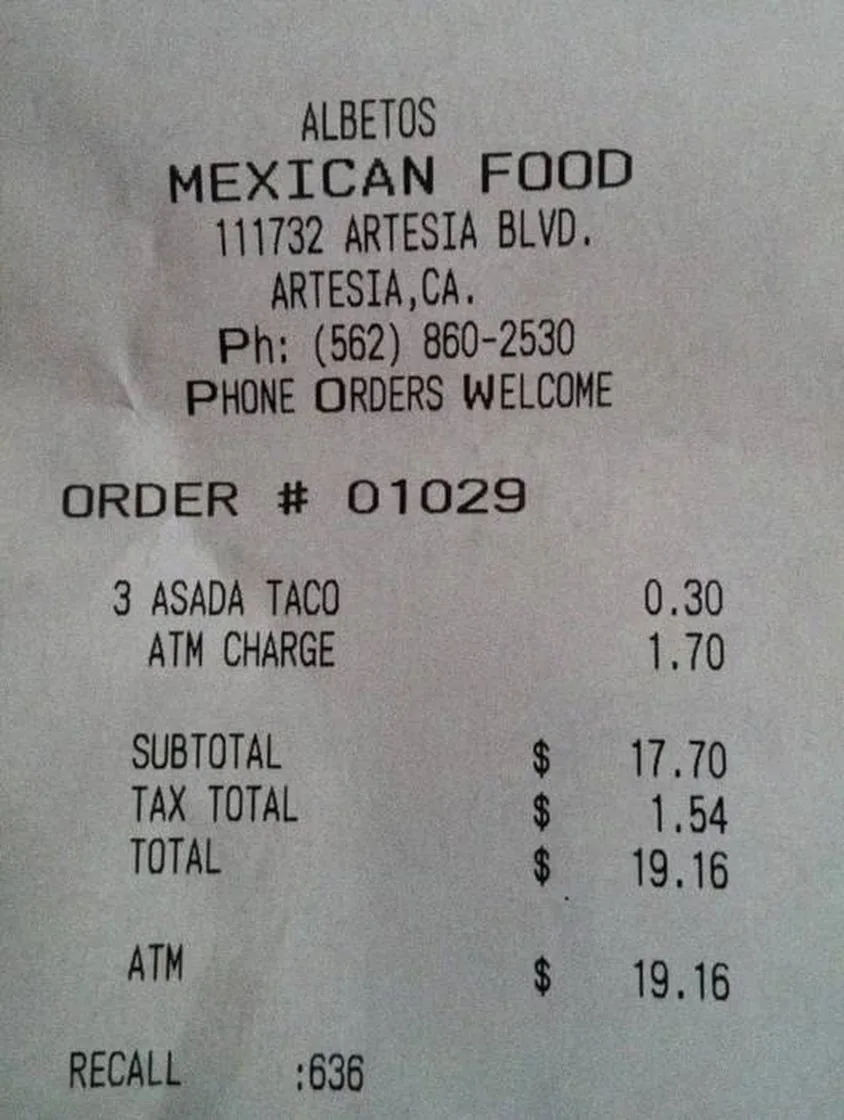 ALBETOS
MEXICAN FOOD
111732 ARTESIA BLVD.
ARTESIA,CA.
Ph: (562) 860-2530
PHONE ORDERS WELCOME
ORDER # 01029
3 ASADA TACO 0.30
ATM CHARGE 1.70
SUBTOTAL $ 17.70
TAX TOTAL $ 1.54
TOTAL $ 19.16
ATM $ 19.16
RECALL :636